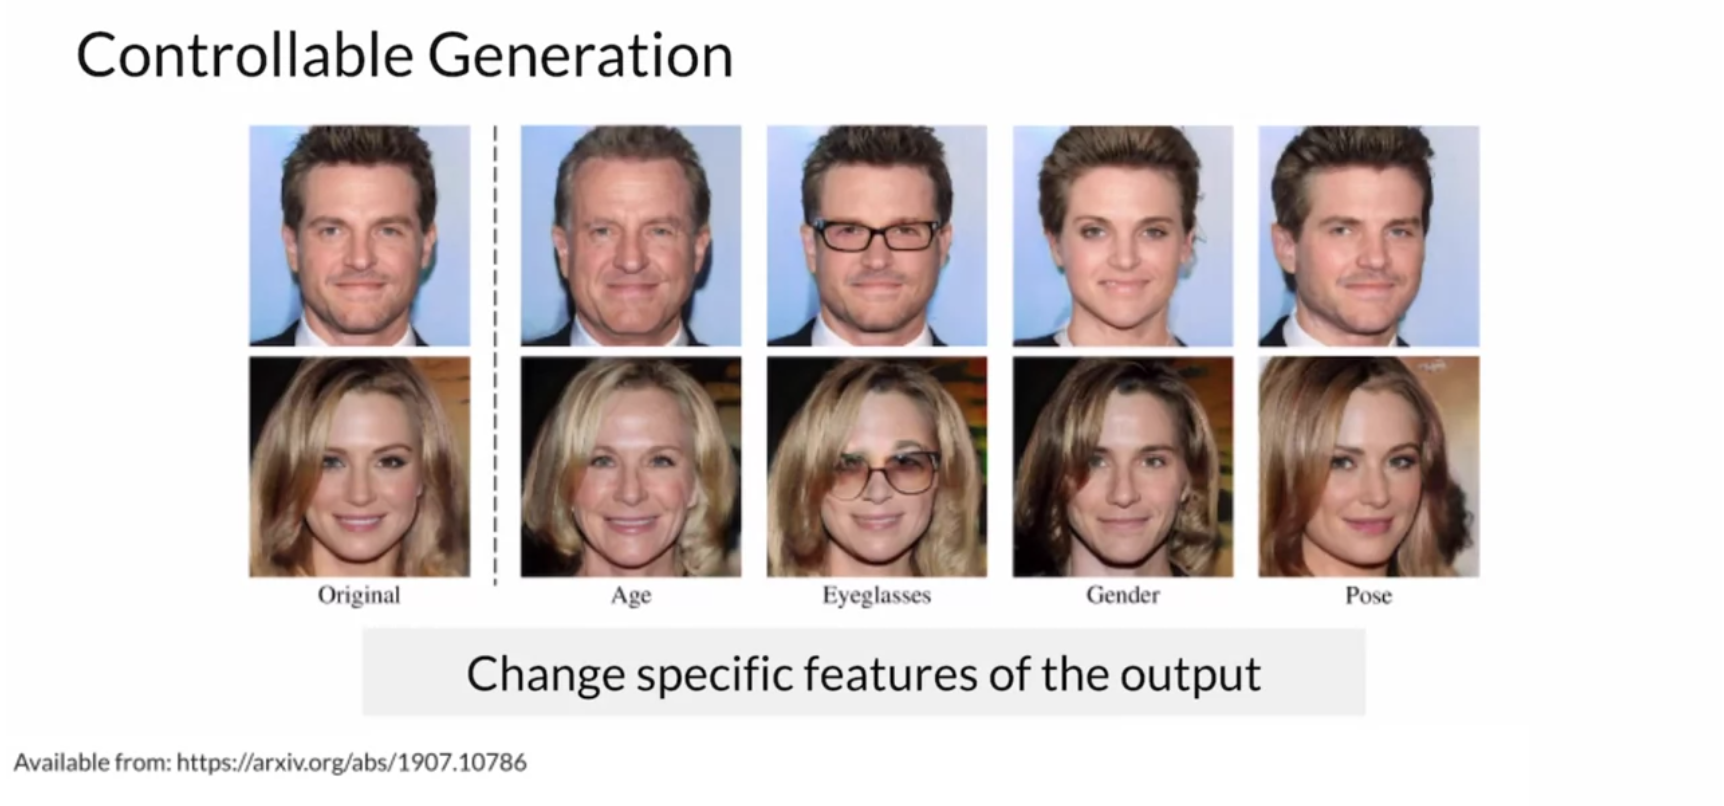 Controllable Generation
Original Age Eyeglasses Gender Pose
Change specific features of the output
Available from: https://arxiv.org/abs/1907.10786